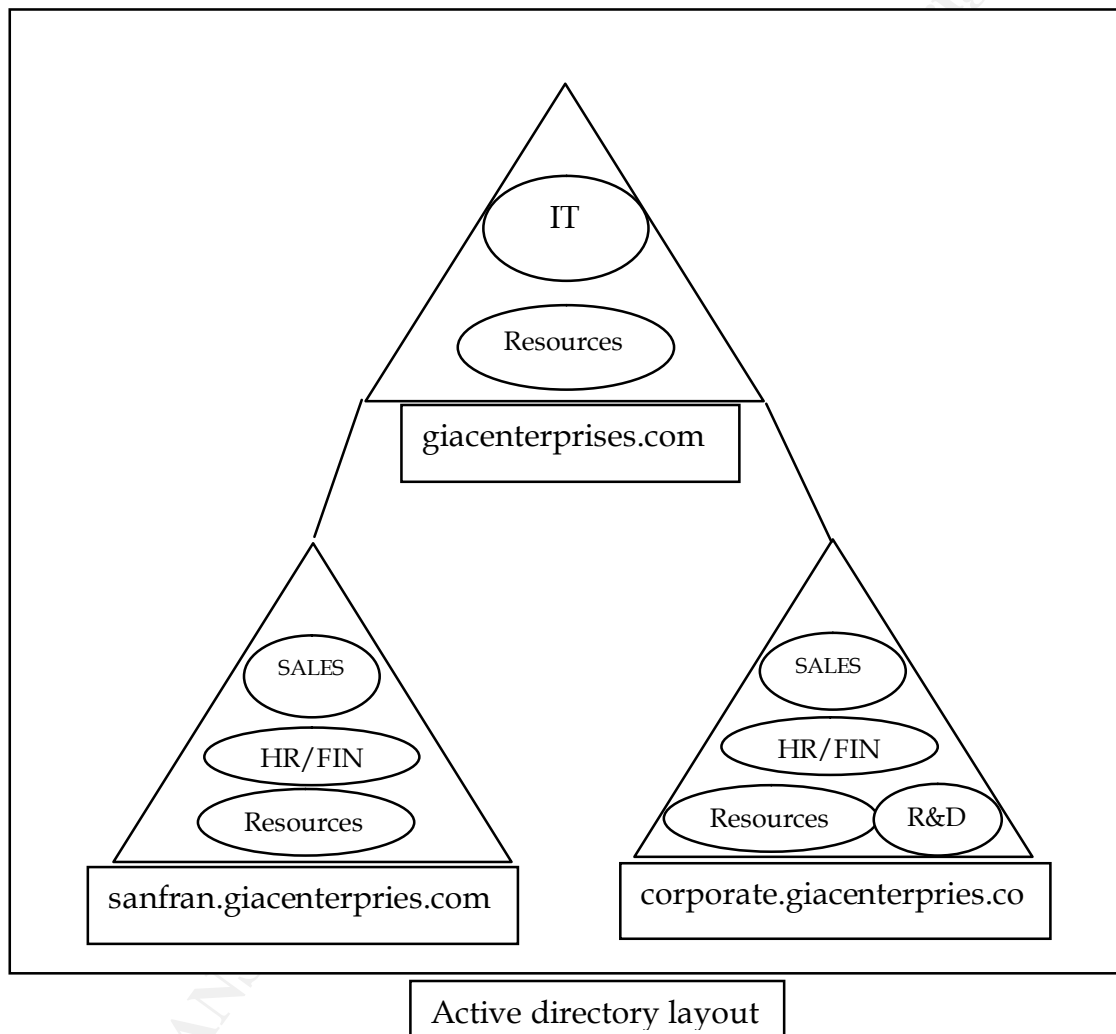 IT
Resources
giacenterprises.com
SALES
HR/FIN
Resources
sanfran.giacenterpries.com
SALES
HR/FIN
Resources
R&D
corporate.giacenterpries.co
Active directory layout